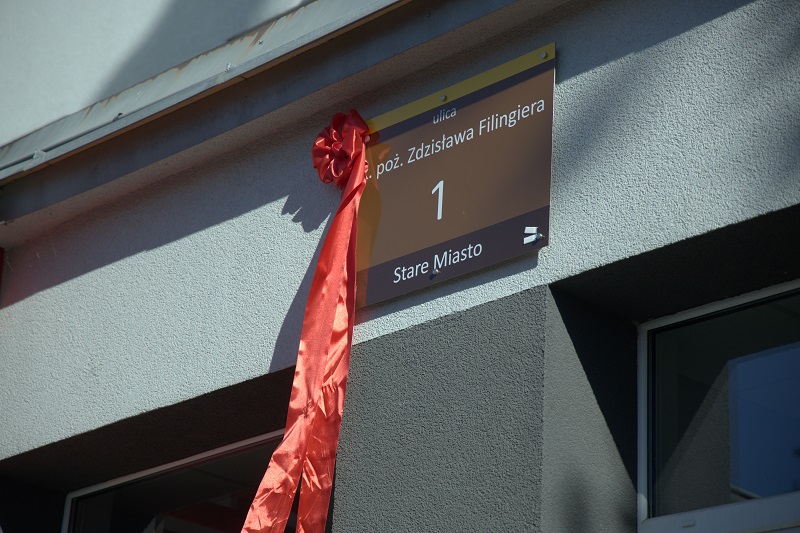 ulica
poż. Zdzisława Filingiera
1
Stare Miasto